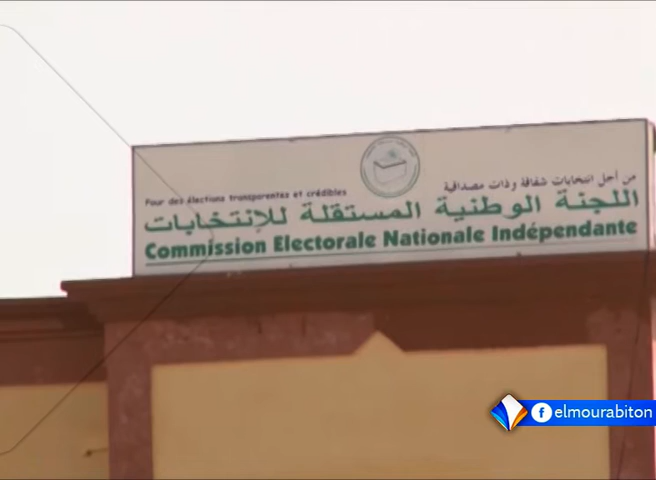 من أجل انتخابات شفافة وذات مصداقية
Pour des élections transparentes et crédibles
اللجنة الوطنية المستقلة للإنتخابات
Commission Electorale Nationale Indépendante
elmourabiton